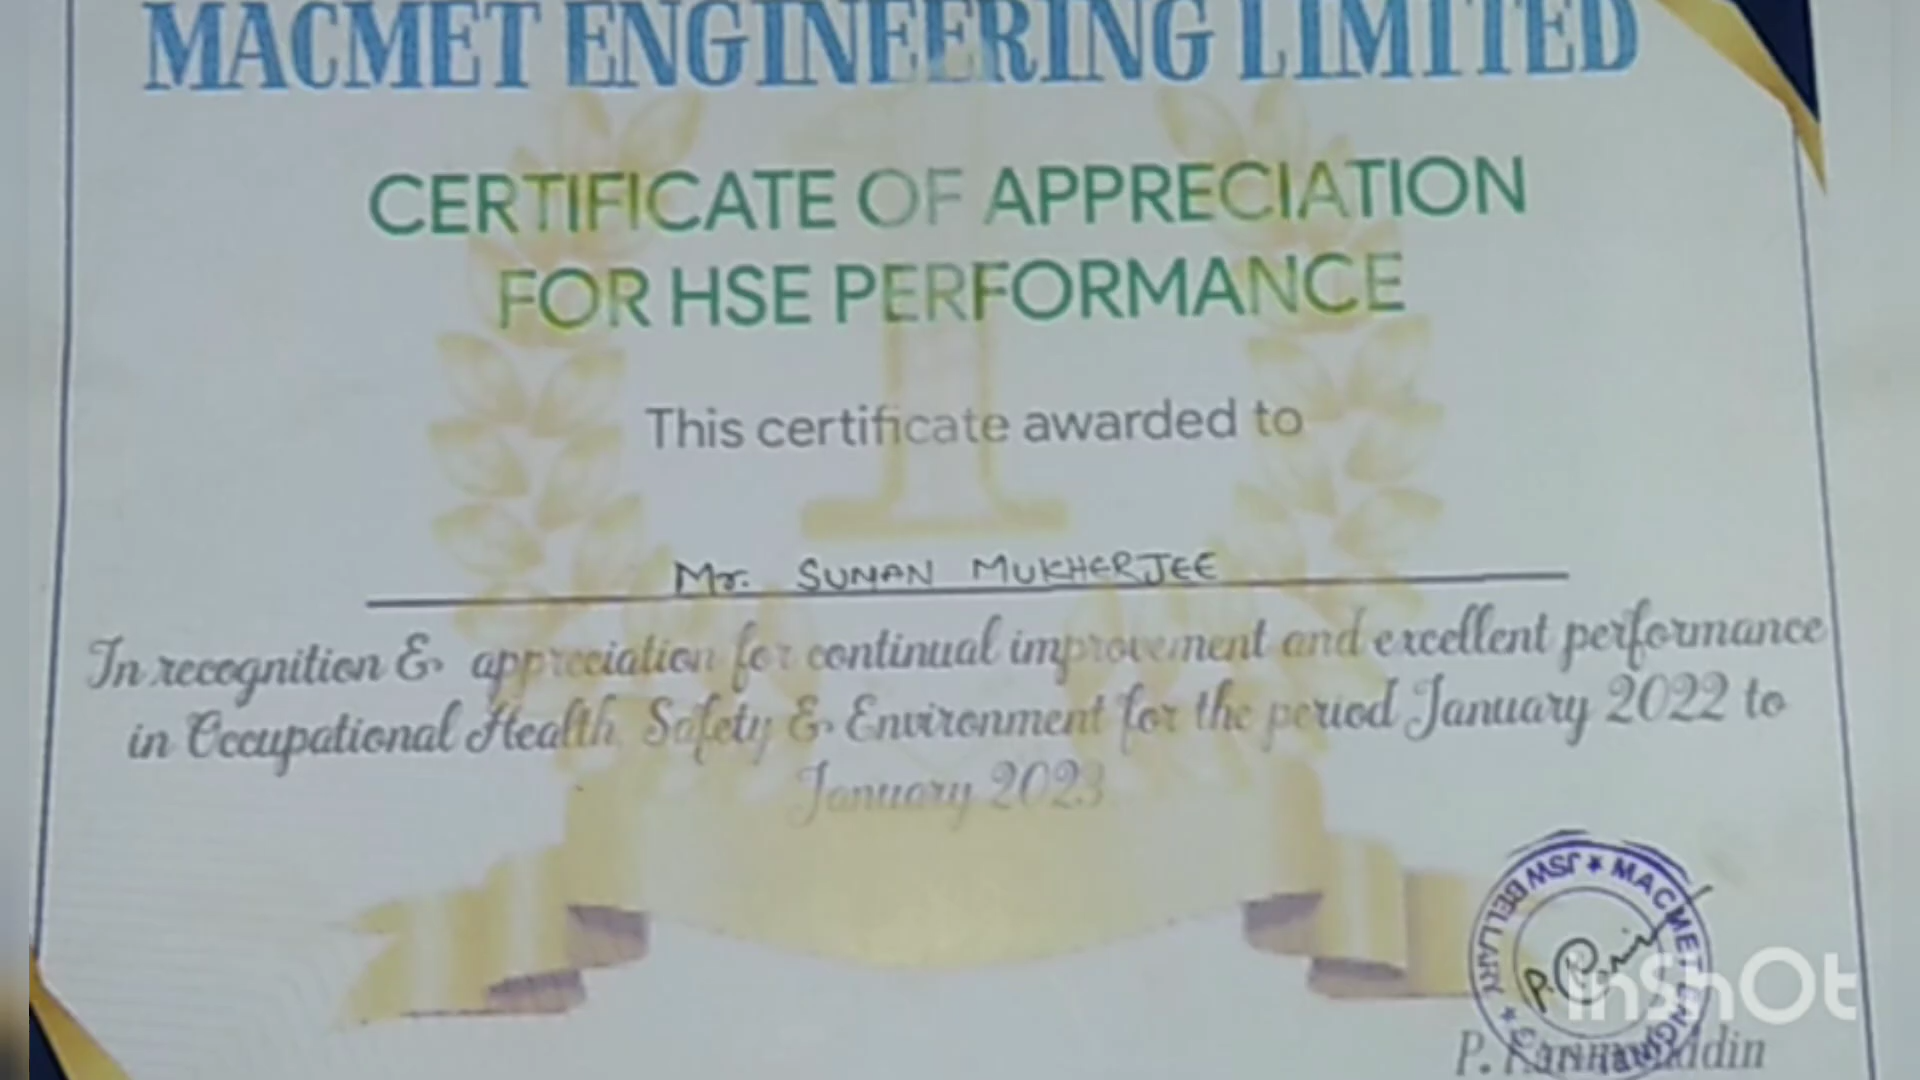 MACMET ENGINEERING LIMITED
CERTIFICATE OF APPRECIATION
FOR HSE PERFORMANCE
This certificate awarded to
Mr. SUMAN MUKHERJEE
In recognition & appreciation for continual improvement and excellent performance
in Occupational Health, Safety & Environment for the period January 2022 to
January 2023
JSW BELLARY * MACMET ENGINEERING
InShOt
P.